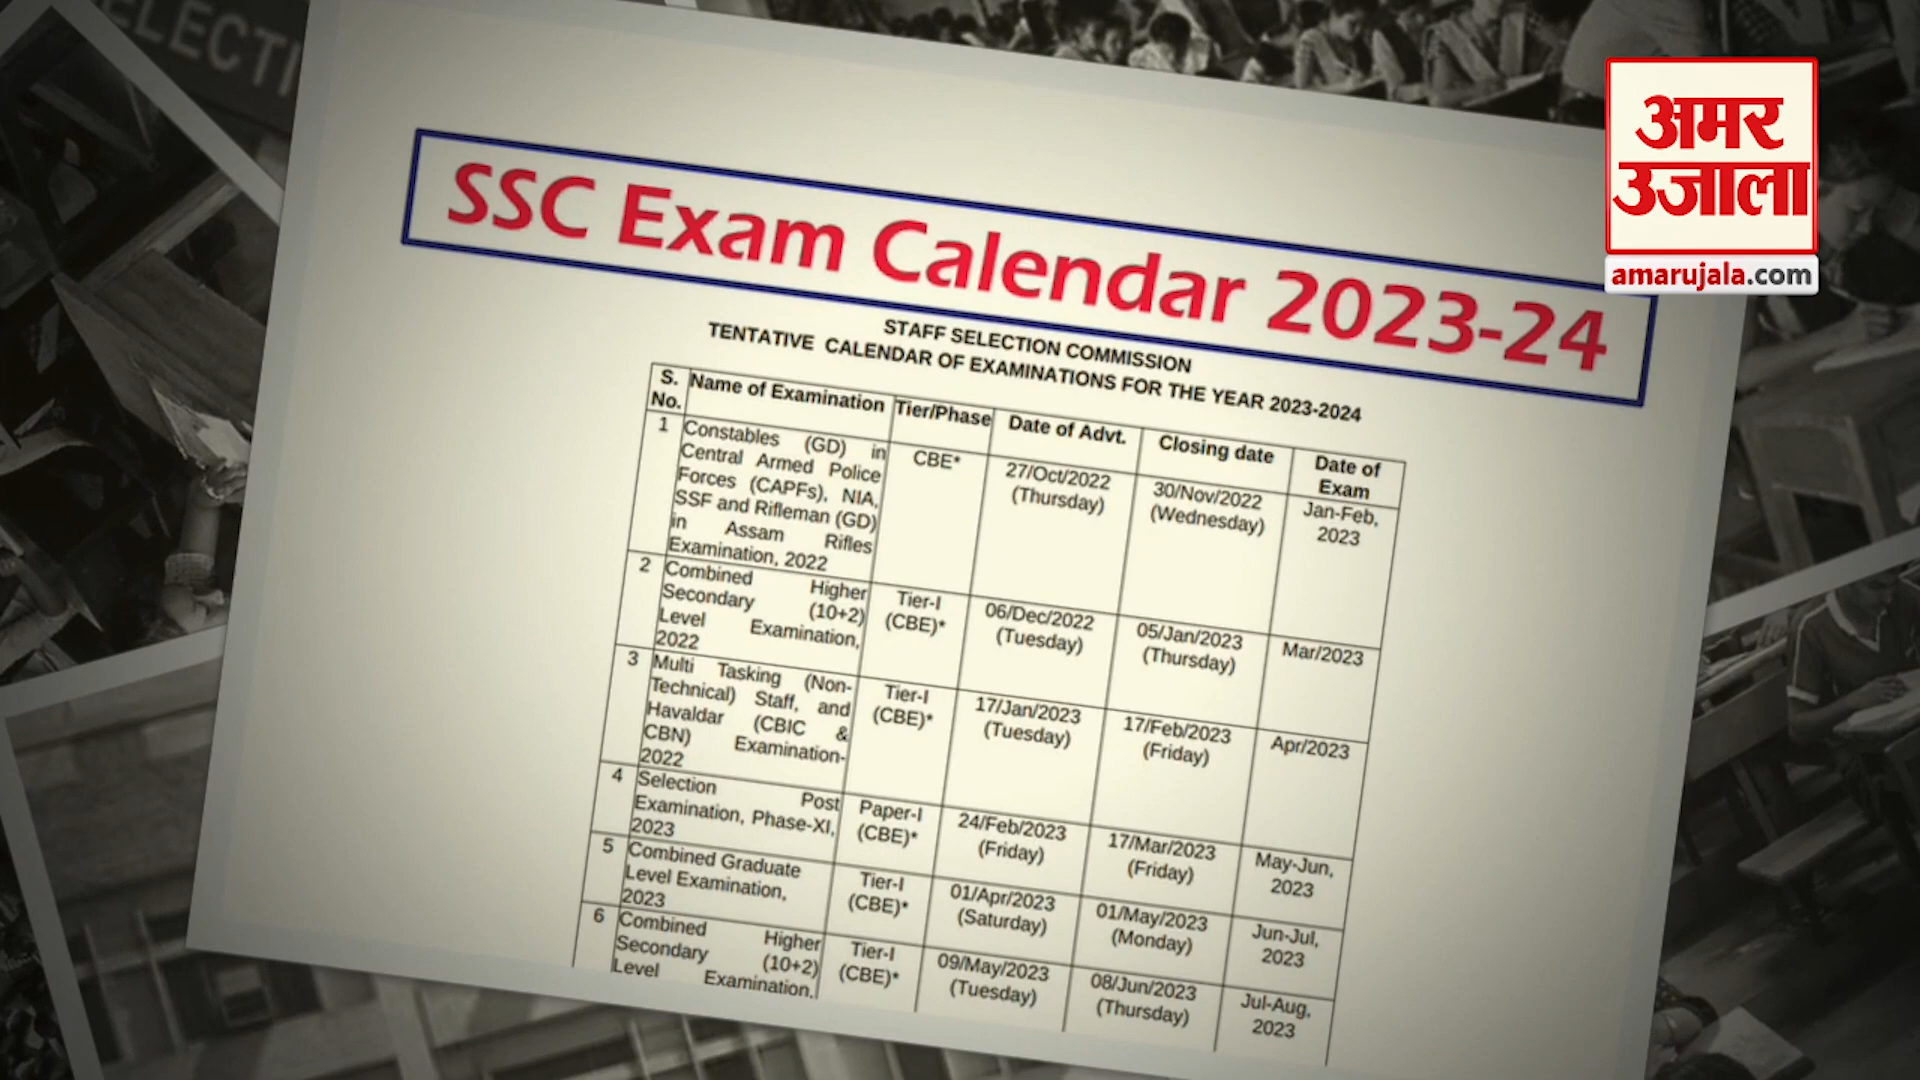 ELECTI
अमर
उजाला
amarujala.com
SSC Exam Calendar 2023-24
STAFF SELECTION COMMISSION
TENTATIVE CALENDAR OF EXAMINATIONS FOR THE YEAR 2023-2024
S. No. Name of Examination Tier/Phase Date of Advt. Closing date Date of Exam
1 Constables (GD) in CBE* 27/Oct/2022 30/Nov/2022 Jan-Feb,
Central Armed Police (Thursday) (Wednesday) 2023
Forces (CAPFs), NIA,
SSF and Rifleman (GD)
in Assam Rifles
Examination, 2022
2 Combined Higher Tier-I 06/Dec/2022 05/Jan/2023 Mar/2023
Secondary (10+2) (CBE)* (Tuesday) (Thursday)
Level Examination,
2022
3 Multi Tasking (Non- Tier-I 17/Jan/2023 17/Feb/2023 Apr/2023
Technical) Staff, and (CBE)* (Tuesday) (Friday)
Havaldar (CBIC &
CBN) Examination-
2022
4 Selection Post Paper-I 24/Feb/2023 17/Mar/2023 May-Jun,
Examination, Phase-XI, (CBE)* (Friday) (Friday) 2023
2023
5 Combined Graduate Tier-I 01/Apr/2023 01/May/2023 Jun-Jul,
Level Examination, (CBE)* (Saturday) (Monday) 2023
2023
6 Combined Higher Tier-I 09/May/2023 08/Jun/2023 Jul-Aug,
Secondary (10+2) (CBE)* (Tuesday) (Thursday) 2023
Level Examination,